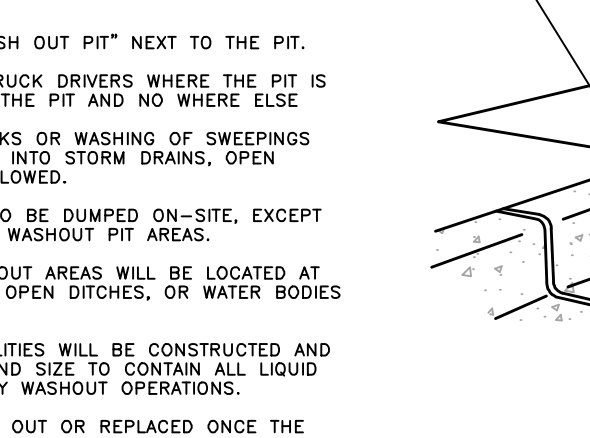 SH OUT PIT” NEXT TO THE PIT.
RUCK DRIVERS WHERE THE PIT IS
THE PIT AND NO WHERE ELSE
KS OR WASHING OF SWEEPINGS
INTO STORM DRAINS, OPEN
LOWED.
O BE DUMPED ON–SITE, EXCEPT
WASHOUT PIT AREAS.
OUT AREAS WILL BE LOCATED AT
OPEN DITCHES, OR WATER BODIES
LITIES WILL BE CONSTRUCTED AND
ND SIZE TO CONTAIN ALL LIQUID
Y WASHOUT OPERATIONS.
OUT OR REPLACED ONCE THE